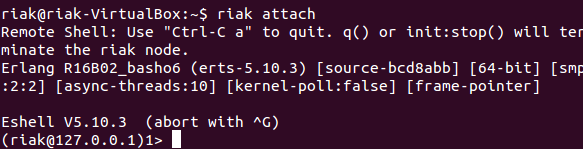 riak@riak-VirtualBox:~$ riak attach
Remote Shell: Use "Ctrl-C a" to quit. q() or init:stop() will ter
minate the riak node.
Erlang R16B02_basho6 (erts-5.10.3) [source-bcd8abb] [64-bit] [smp
:2:2] [async-threads:10] [kernel-poll:false] [frame-pointer]
Eshell V5.10.3  (abort with ^G)
(riak@127.0.0.1)1>